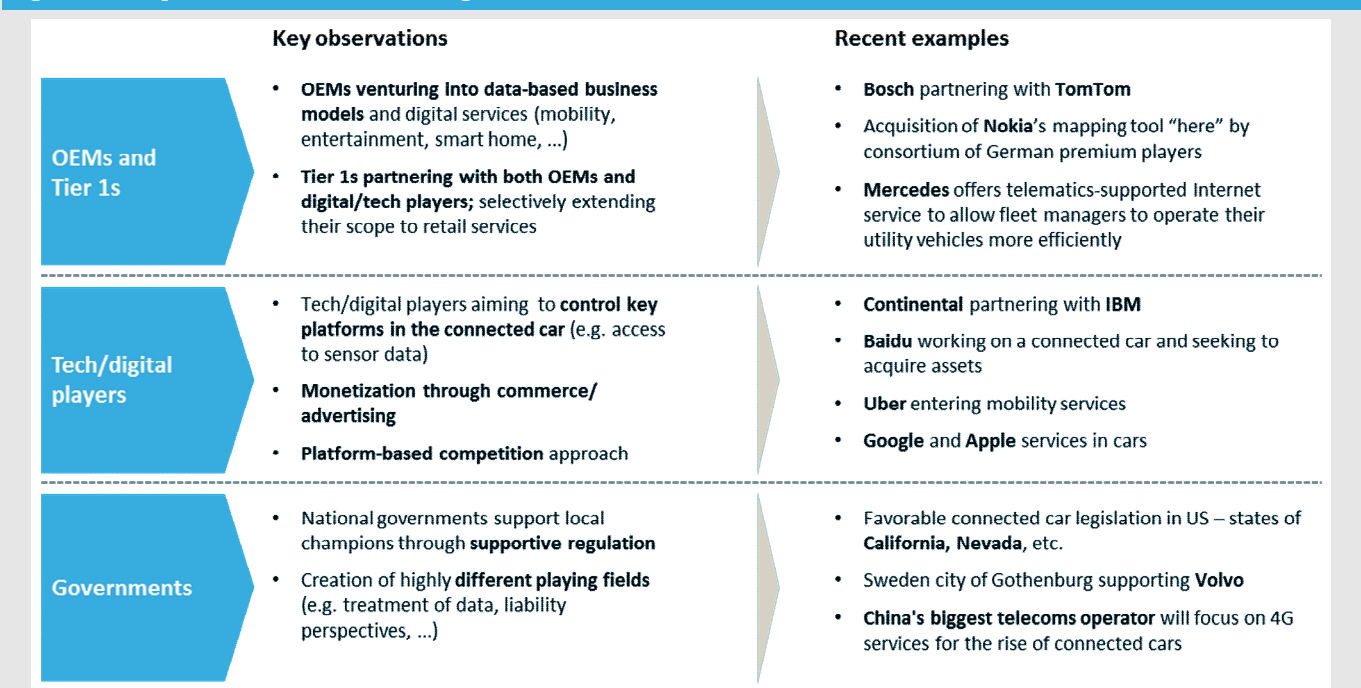 Key observations
Recent examples
OEMs and
Tier 1s
• OEMs venturing into data-based business
models and digital services (mobility,
entertainment, smart home, ...)
• Tier 1s partnering with both OEMs and
digital/tech players; selectively extending
their scope to retail services
• Bosch partnering with TomTom
• Acquisition of Nokia's mapping tool "here" by
consortium of German premium players
• Mercedes offers telematics-supported Internet
service to allow fleet managers to operate their
utility vehicles more efficiently
Tech/digital
players
• Tech/digital players aiming to control key
platforms in the connected car (e.g. access
to sensor data)
• Monetization through commerce/
advertising
• Platform-based competition approach
• Continental partnering with IBM
• Baidu working on a connected car and seeking to
acquire assets
• Uber entering mobility services
• Google and Apple services in cars
Governments
• National governments support local
champions through supportive regulation
• Creation of highly different playing fields
(e.g. treatment of data, liability
perspectives, ...)
• Favorable connected car legislation in US – states of
California, Nevada, etc.
• Sweden city of Gothenburg supporting Volvo
• China's biggest telecoms operator will focus on 4G
services for the rise of connected cars